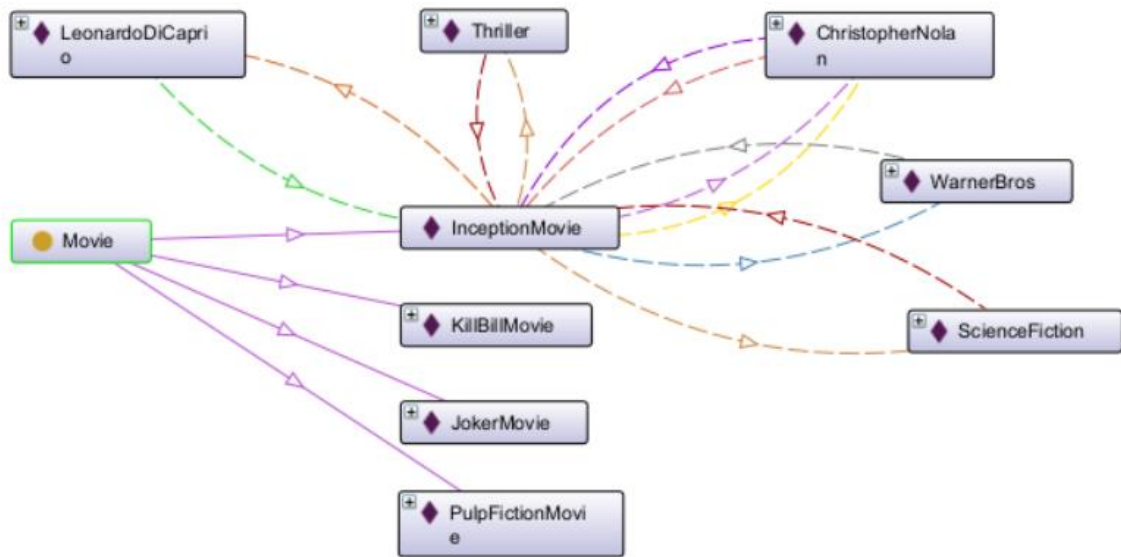 LeonardoDiCapri
o
Thriller
ChristopherNola
n
WarnerBros
InceptionMovie
Movie
KillBillMovie
ScienceFiction
JokerMovie
PulpFictionMovi
e